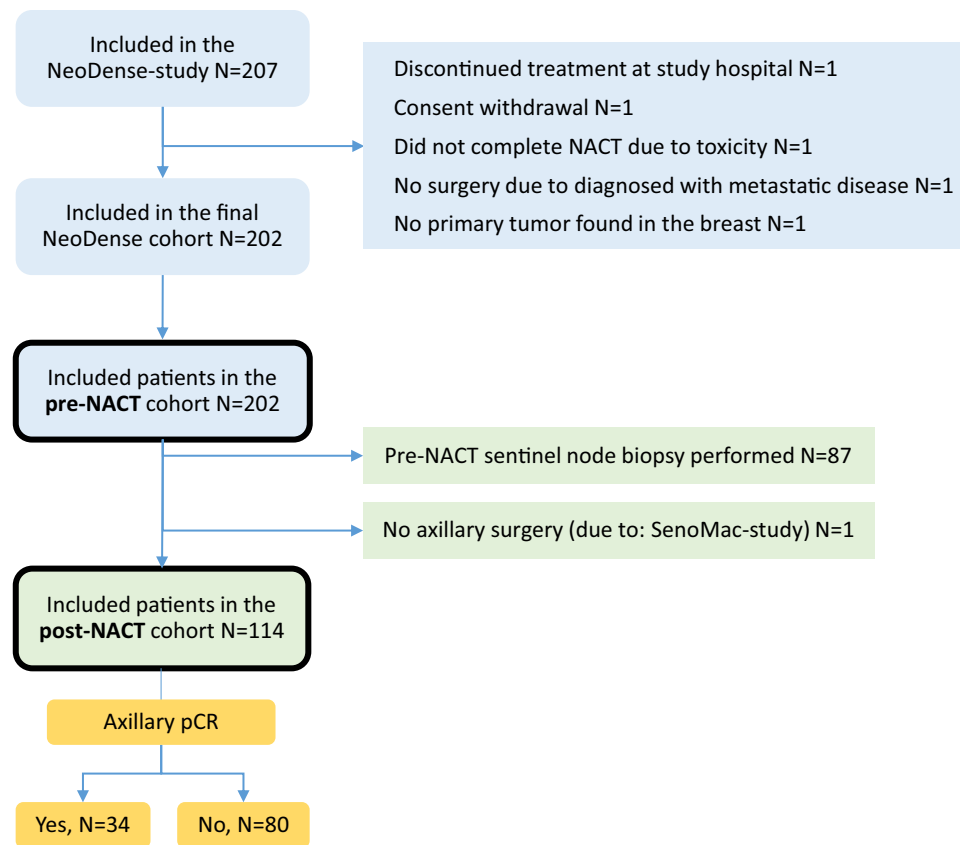 Included in the
NeoDense-study N=207
Discontinued treatment at study hospital N=1
Consent withdrawal N=1
Did not complete NACT due to toxicity N=1
No surgery due to diagnosed with metastatic disease N=1
No primary tumor found in the breast N=1
Included in the final
NeoDense cohort N=202
Included patients in the
pre-NACT cohort N=202
Pre-NACT sentinel node biopsy performed N=87
No axillary surgery (due to: SenoMac-study) N=1
Included patients in the
post-NACT cohort N=114
Axillary pCR
Yes, N=34
No, N=80